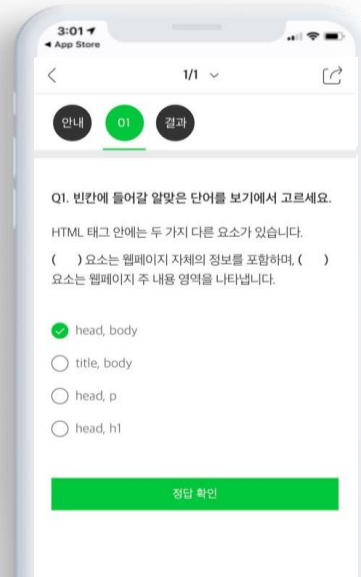 3:01
◀ App Store
1/1
안내
01
결과
Q1. 빈칸에 들어갈 알맞은 단어를 보기에서 고르세요.
HTML 태그 안에는 두 가지 다른 요소가 있습니다.
(    ) 요소는 웹페이지 자체의 정보를 포함하며, (    )
요소는 웹페이지 주 내용 영역을 나타냅니다.
head, body
title, body
head, p
head, h1
정답 확인